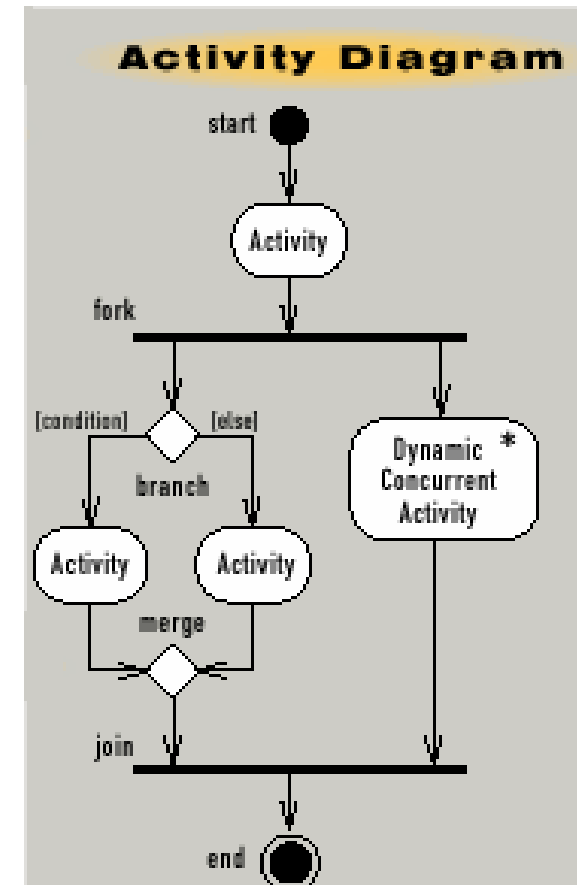 Activity Diagram
start
Activity
fork
[condition]
[else]
branch
Dynamic *
Concurrent
Activity
Activity
Activity
merge
join
end